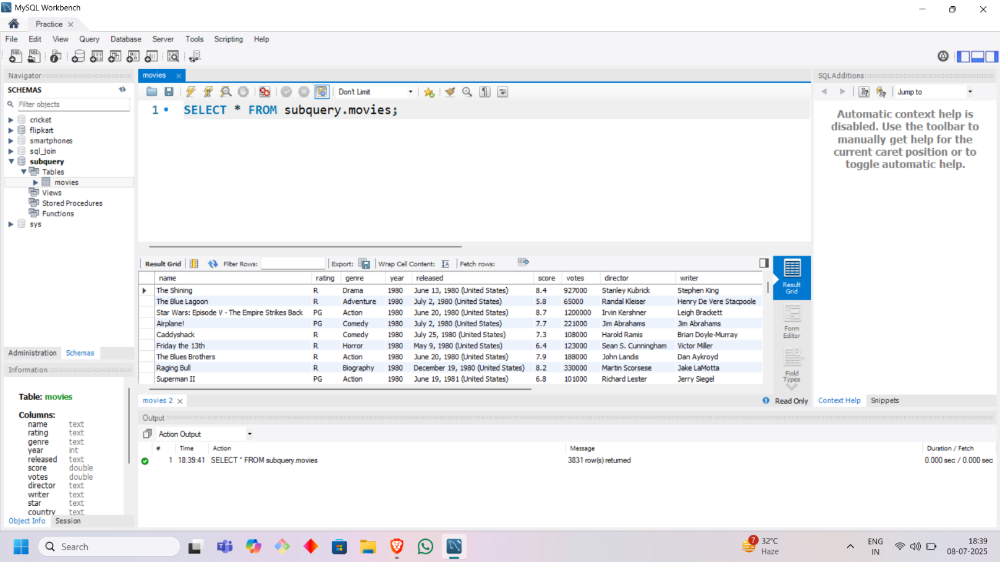 MySQL Workbench
Practice
File Edit View Query Database Server Tools Scripting Help
Navigator
SCHEMAS
Filter objects
cricket
flipkart
smartphones
sql_join
subquery
Tables
movies
Views
Stored Procedures
Functions
sys
Administration Schemas
Information
Table: movies
Columns:
name text
rating text
genre text
year int
released text
score double
votes double
director text
writer text
star text
country text
Object Info Session
movies
Don't Limit
1 SELECT * FROM subquery.movies;
Result Grid Filter Rows: Export: Wrap Cell Content: Fetch rows:
name rating genre year released score votes director writer
The Shining R Drama 1980 June 13, 1980 (United States) 8.4 927000 Stanley Kubrick Stephen King
The Blue Lagoon R Adventure 1980 July 2, 1980 (United States) 5.8 65000 Randal Kleiser Henry De Vere Stacpoole
Star Wars: Episode V - The Empire Strikes Back PG Action 1980 June 20, 1980 (United States) 8.7 1200000 Irvin Kershner Leigh Brackett
Airplane! PG Comedy 1980 July 2, 1980 (United States) 7.7 221000 Jim Abrahams Jim Abrahams
Caddyshack R Comedy 1980 July 25, 1980 (United States) 7.3 108000 Harold Ramis Brian Doyle-Murray
Friday the 13th R Horror 1980 May 9, 1980 (United States) 6.4 123000 Sean S. Cunningham Victor Miller
The Blues Brothers R Action 1980 June 20, 1980 (United States) 7.9 188000 John Landis Dan Aykroyd
Raging Bull R Biography 1980 December 19, 1980 (United States) 8.2 330000 Martin Scorsese Jake LaMotta
Superman II PG Action 1980 June 19, 1981 (United States) 6.8 101000 Richard Lester Jerry Siegel
Result
Grid
Form
Editor
Field
Types
movies 2
Read Only
Output
Action Output
# Time Action Message Duration / Fetch
1 18:39:41 SELECT * FROM subquery.movies 3831 row(s) returned 0.000 sec / 0.000 sec
SQLAdditions
Jump to
Automatic context help is
disabled. Use the toolbar to
manually get help for the
current caret position or to
toggle automatic help.
Context Help Snippets
Search
7
32°C
Haze
ENG
IN
18:39
08-07-2025